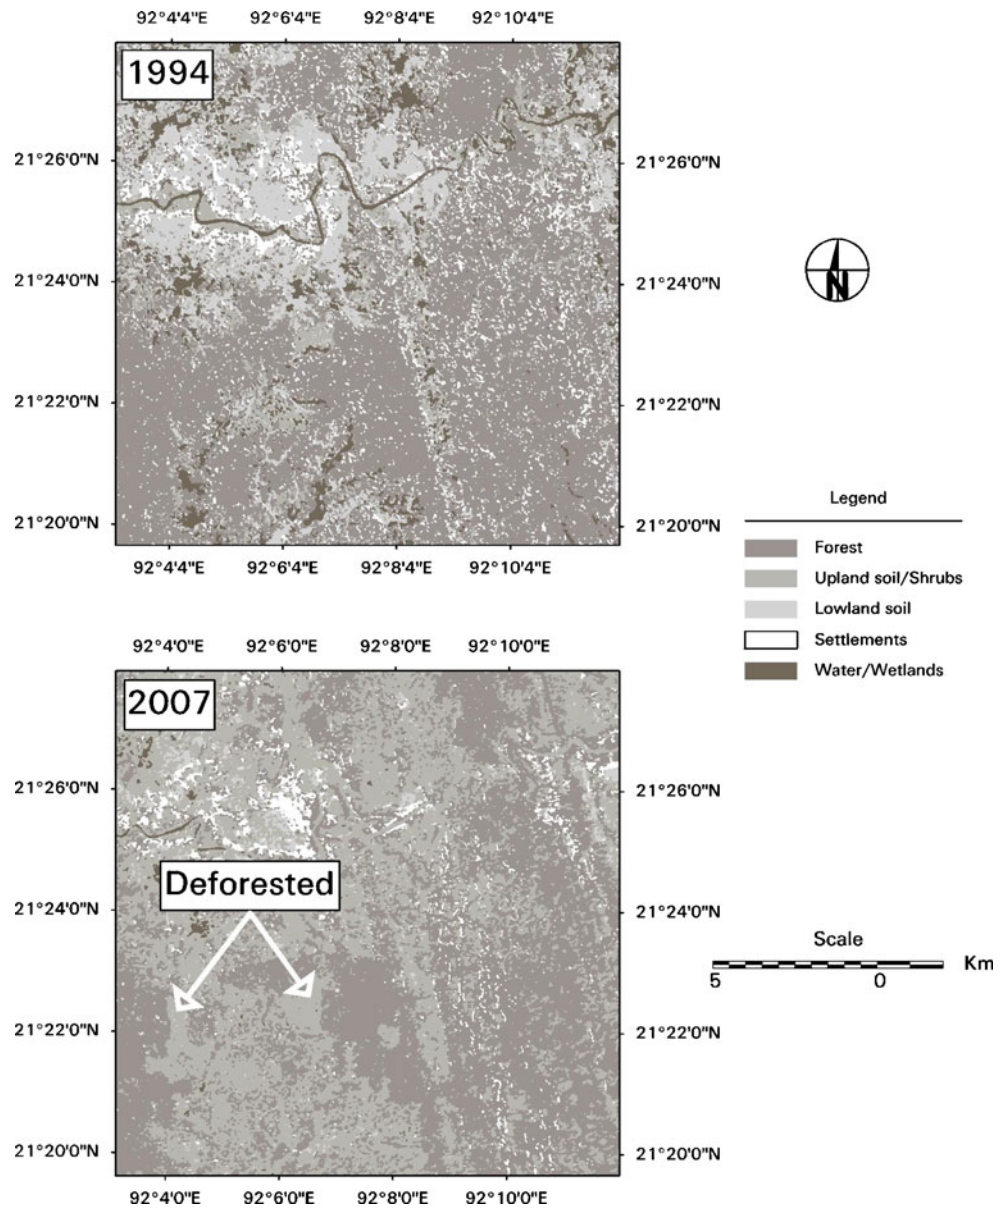 92°4'4"E 92°6'4"E 92°8'4"E 92°10'4"E
1994
21°26'0"N 21°26'0"N
21°24'0"N 21°24'0"N
N
21°22'0"N 21°22'0"N
21°20'0"N 21°20'0"N
92°4'4"E 92°6'4"E 92°8'4"E 92°10'4"E
Legend
Forest
Upland soil/Shrubs
Lowland soil
Settlements
Water/Wetlands
92°4'0"E 92°6'0"E 92°8'0"E 92°10'0"E
2007
21°26'0"N 21°26'0"N
Deforested
21°24'0"N 21°24'0"N
Scale
Km
5 0
21°22'0"N 21°22'0"N
21°20'0"N 21°20'0"N
92°4'0"E 92°6'0"E 92°8'0"E 92°10'0"E